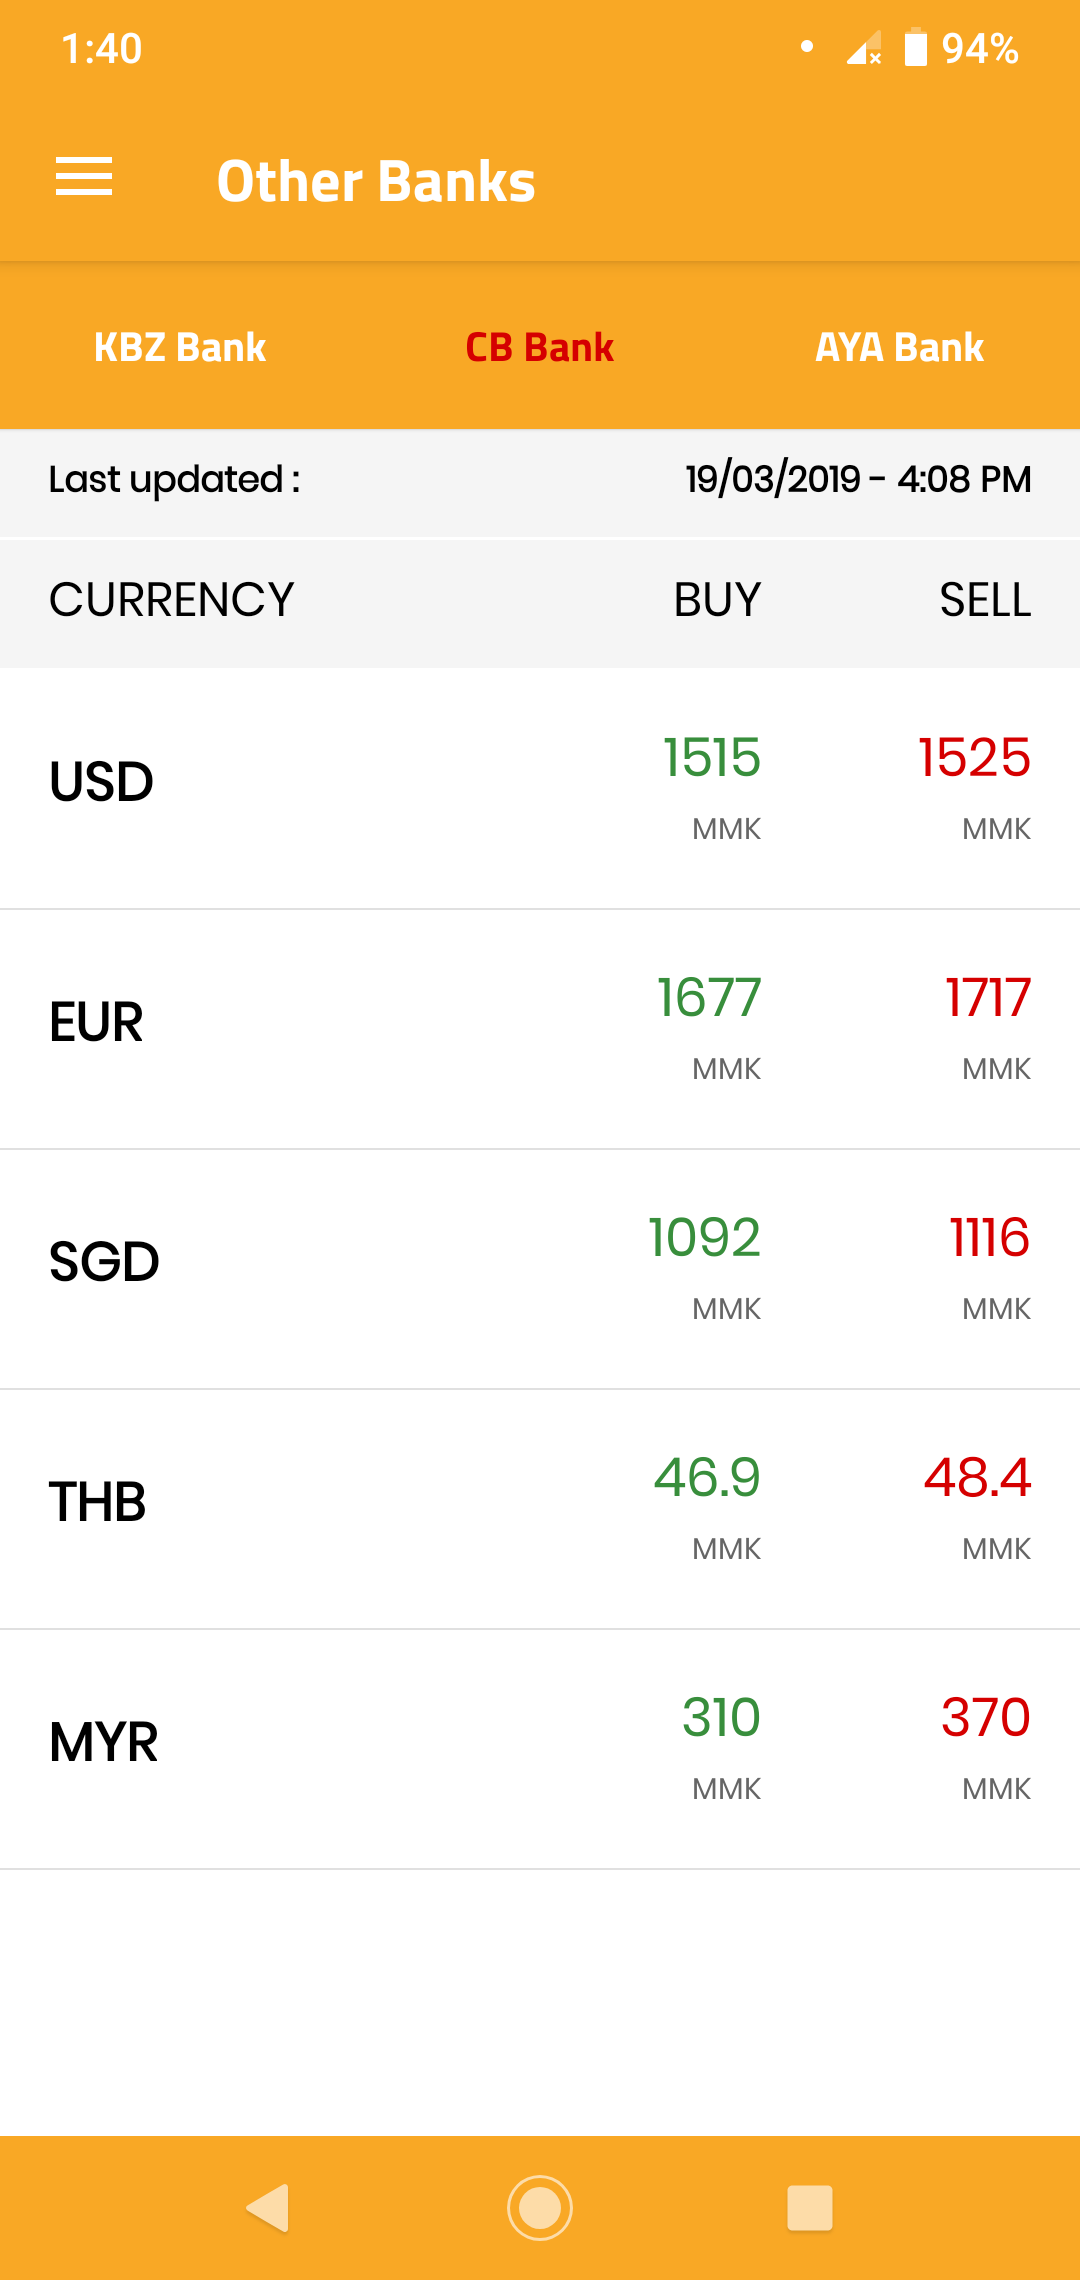 1:40 94%
Other Banks
KBZ Bank CB Bank AYA Bank
Last updated : 19/03/2019 - 4:08 PM
CURRENCY BUY SELL
USD 1515 1525
MMK MMK
EUR 1677 1717
MMK MMK
SGD 1092 1116
MMK MMK
THB 46.9 48.4
MMK MMK
MYR 310 370
MMK MMK